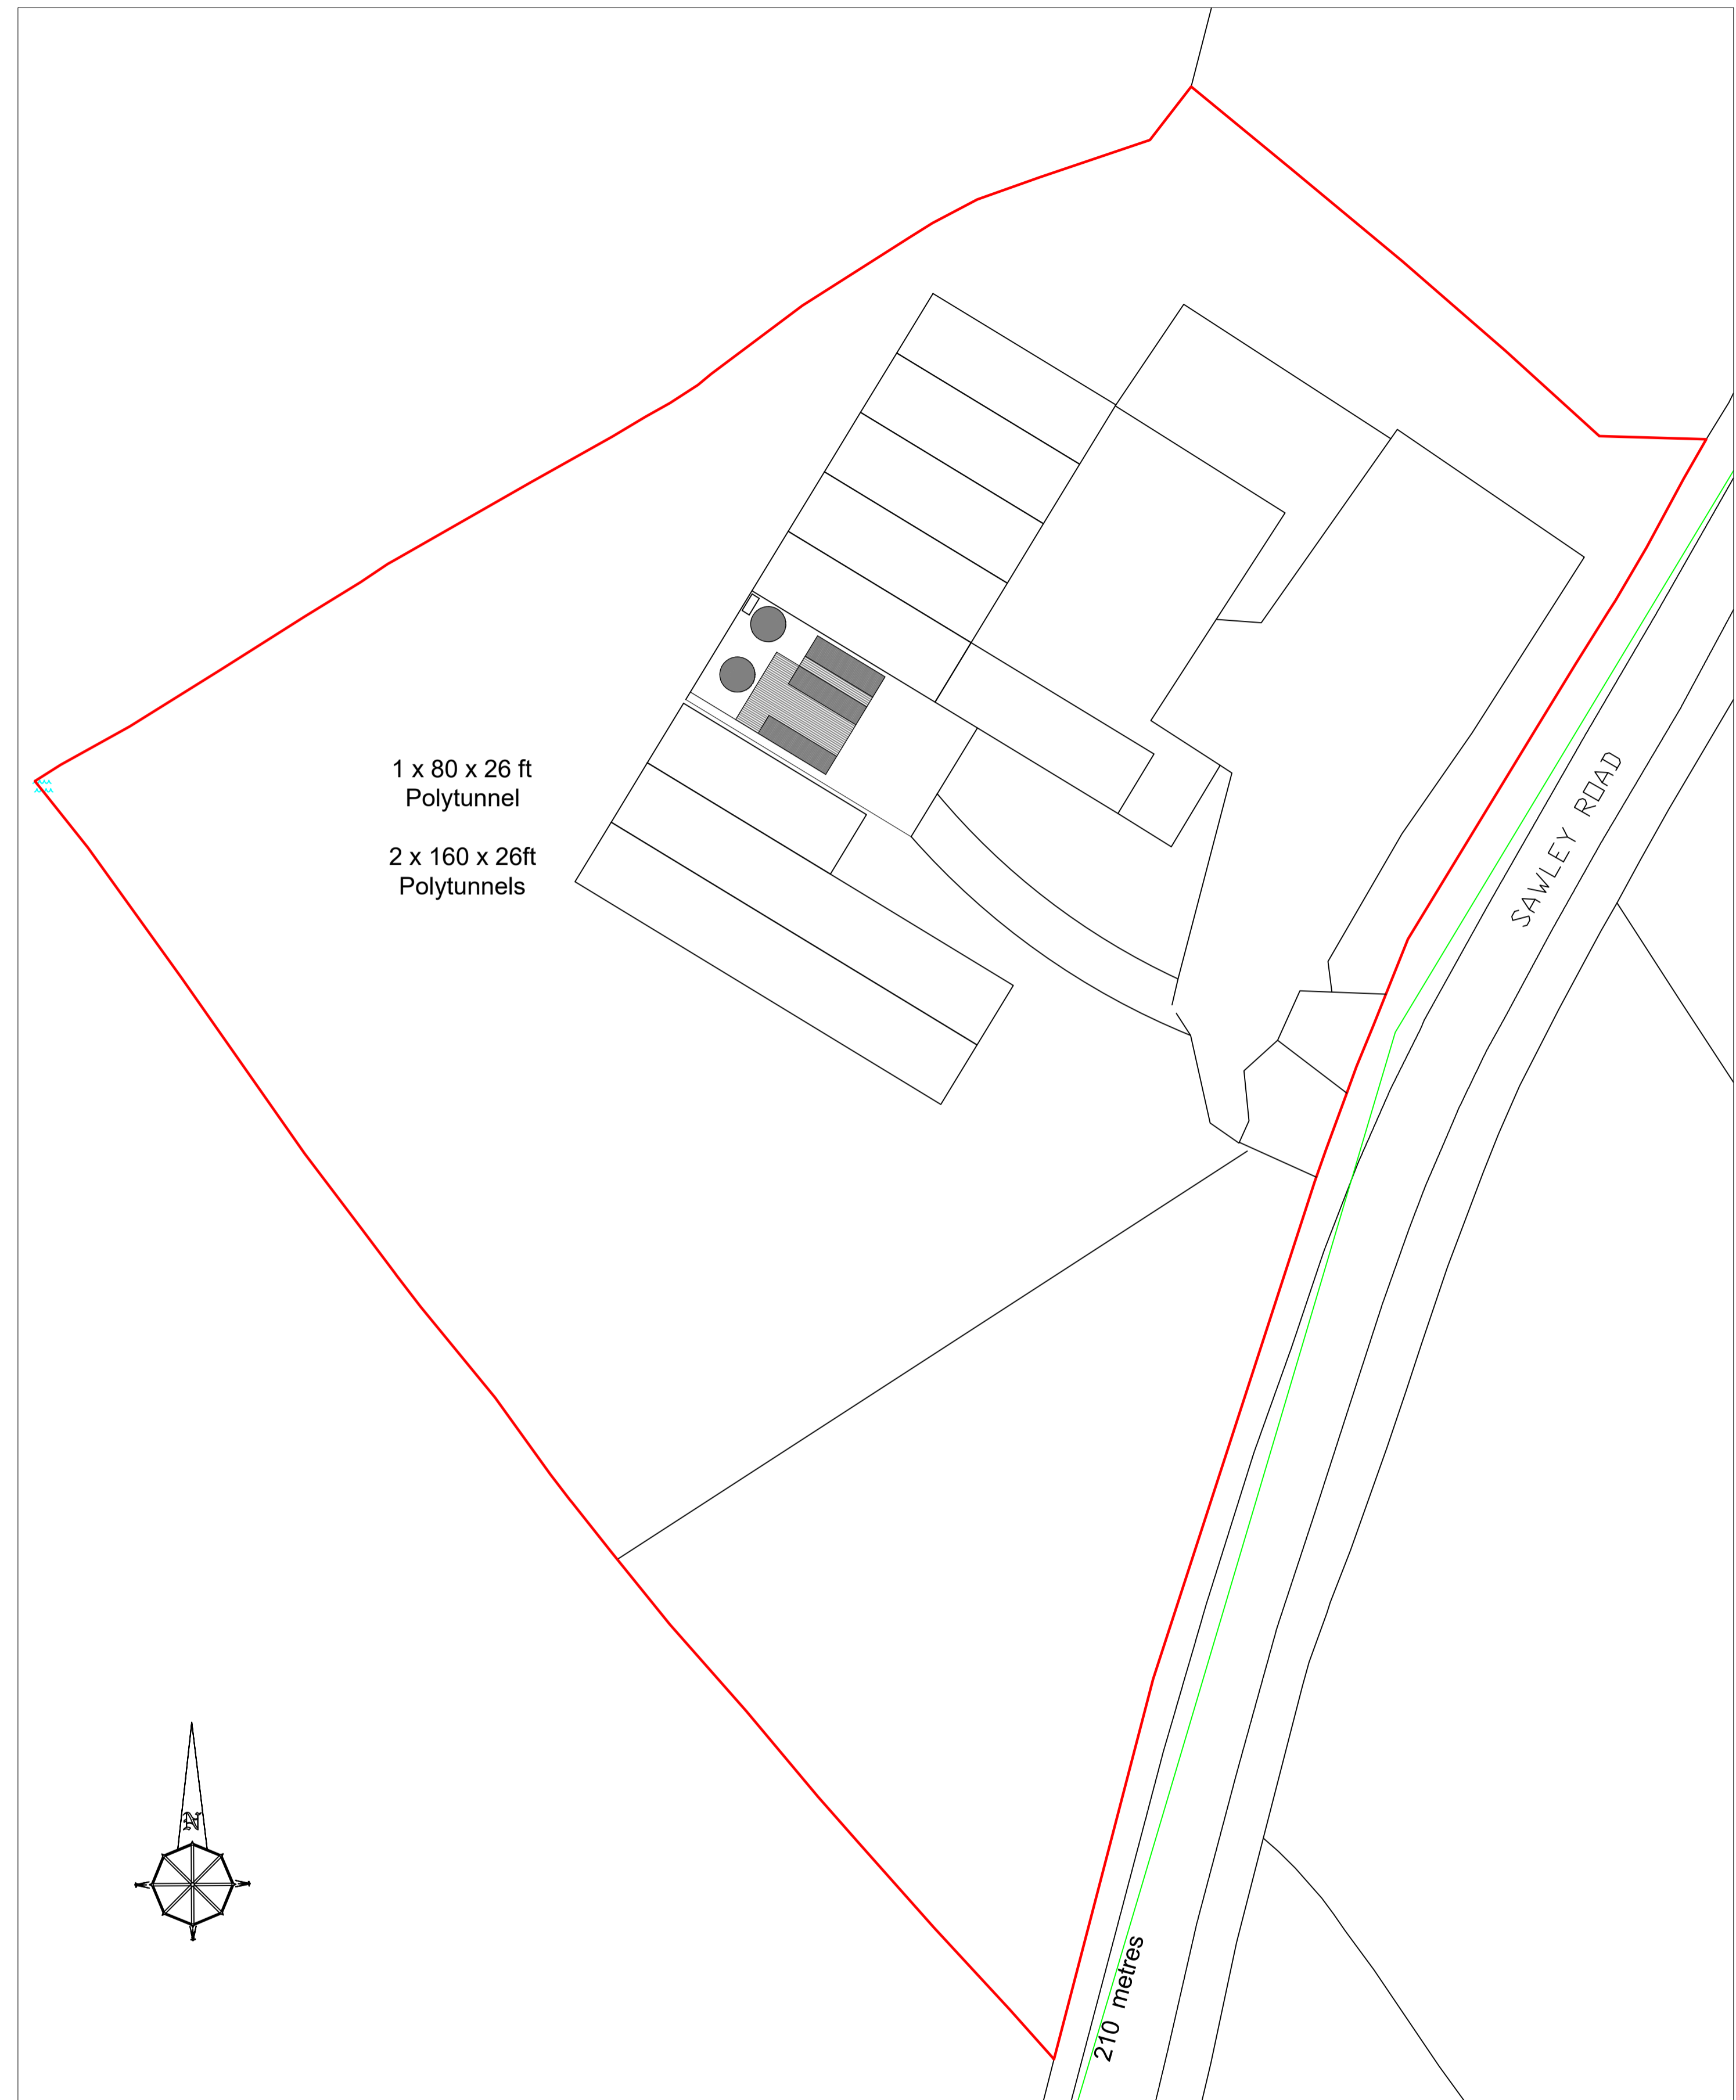 1 x 80 x 26 ft
Polytunnel
2 x 160 x 26ft
Polytunnels
SAWLEY ROAD
N
210 metres